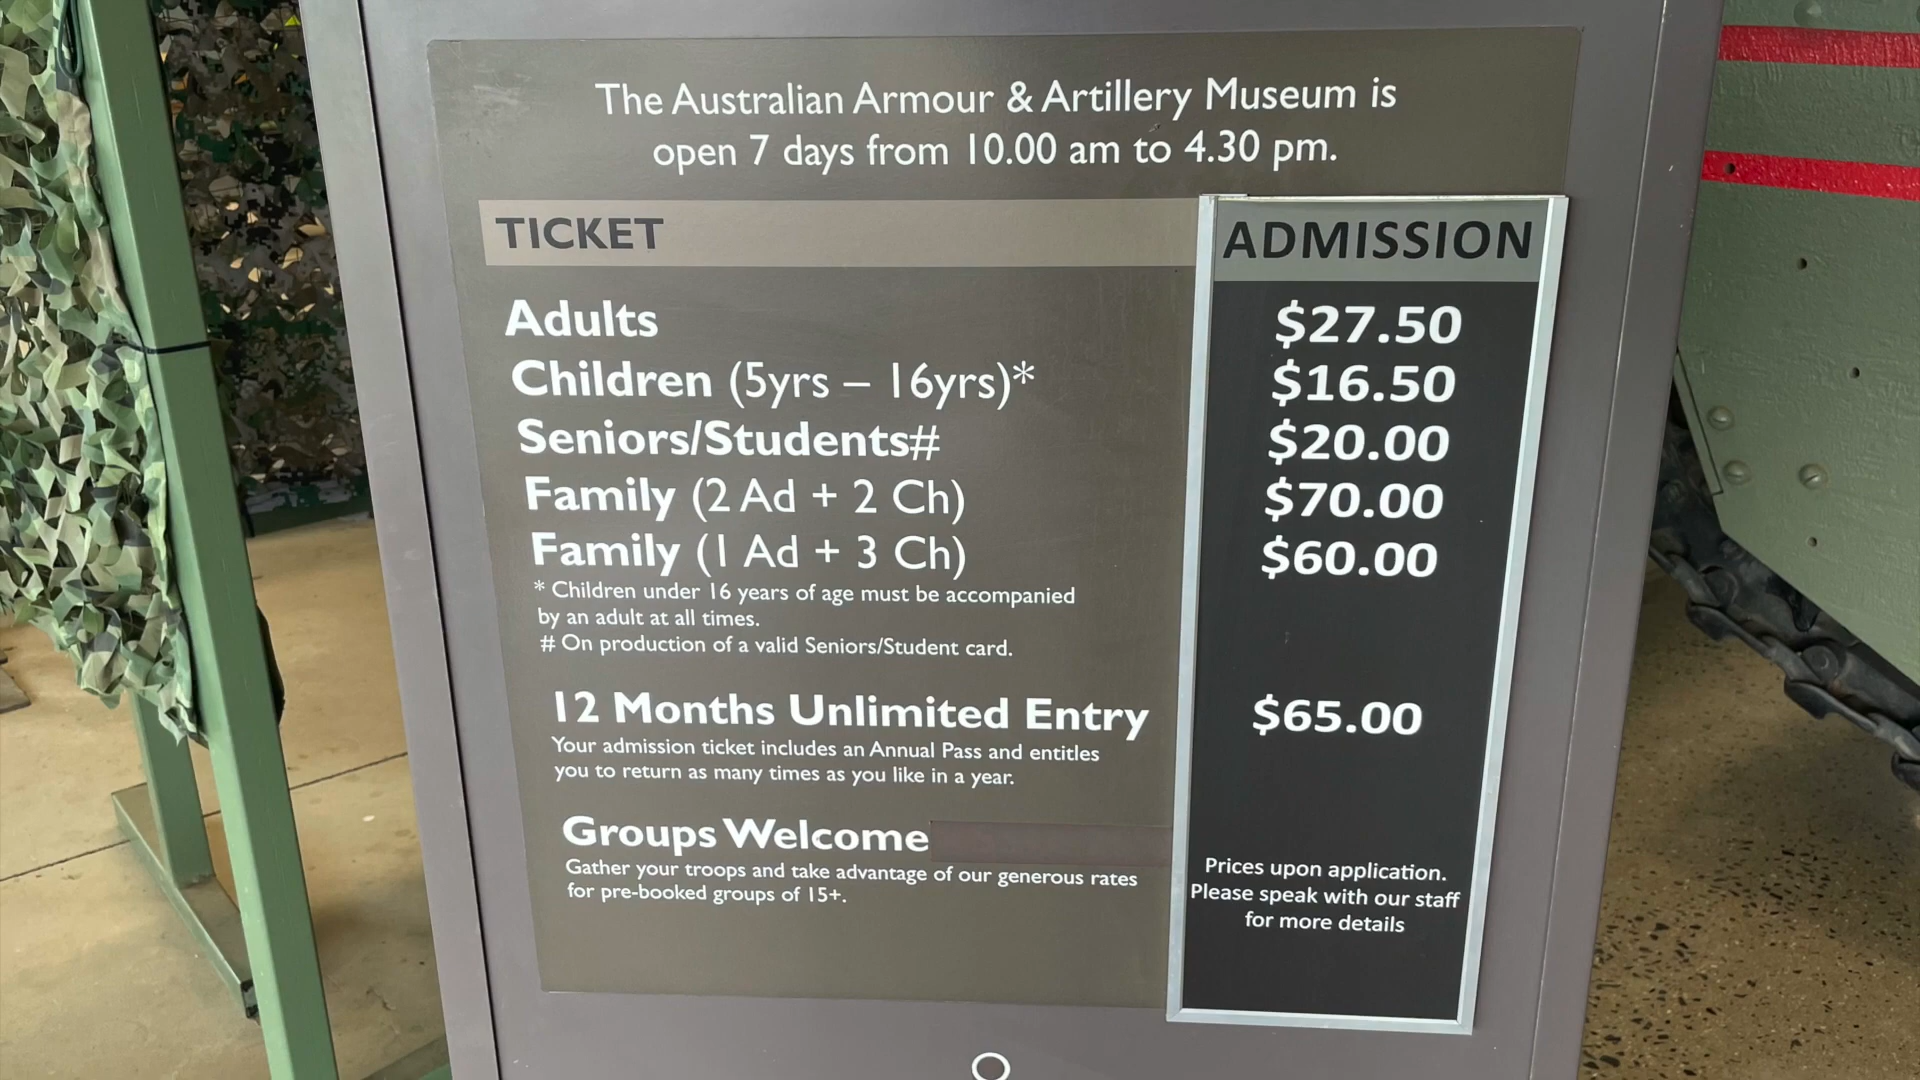 The Australian Armour & Artillery Museum is
open 7 days from 10.00 am to 4.30 pm.
TICKET ADMISSION
Adults $27.50
Children (5yrs – 16yrs)* $16.50
Seniors/Students# $20.00
Family (2 Ad + 2 Ch) $70.00
Family (1 Ad + 3 Ch) $60.00
* Children under 16 years of age must be accompanied
by an adult at all times.
# On production of a valid Seniors/Student card.
12 Months Unlimited Entry $65.00
Your admission ticket includes an Annual Pass and entitles
you to return as many times as you like in a year.
Groups Welcome
Gather your troops and take advantage of our generous rates
for pre-booked groups of 15+.
Prices upon application.
Please speak with our staff
for more details